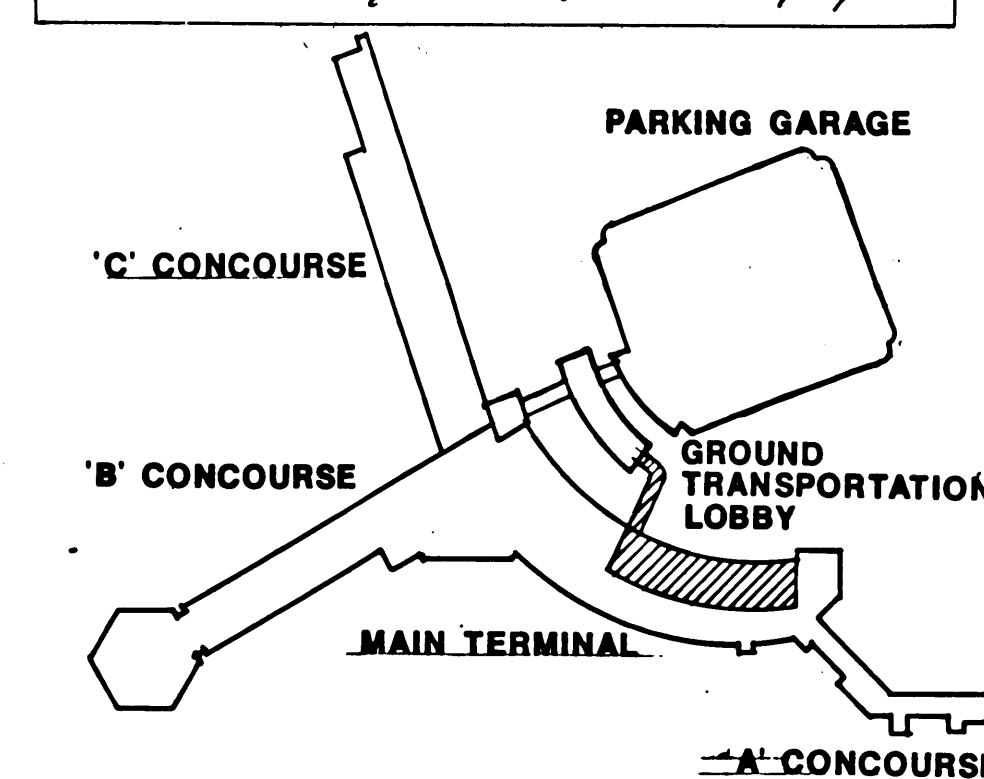 PARKING GARAGE
'C' CONCOURSE
'B' CONCOURSE
GROUND
TRANSPORTATION
LOBBY
MAIN TERMINAL
'A' CONCOURSE